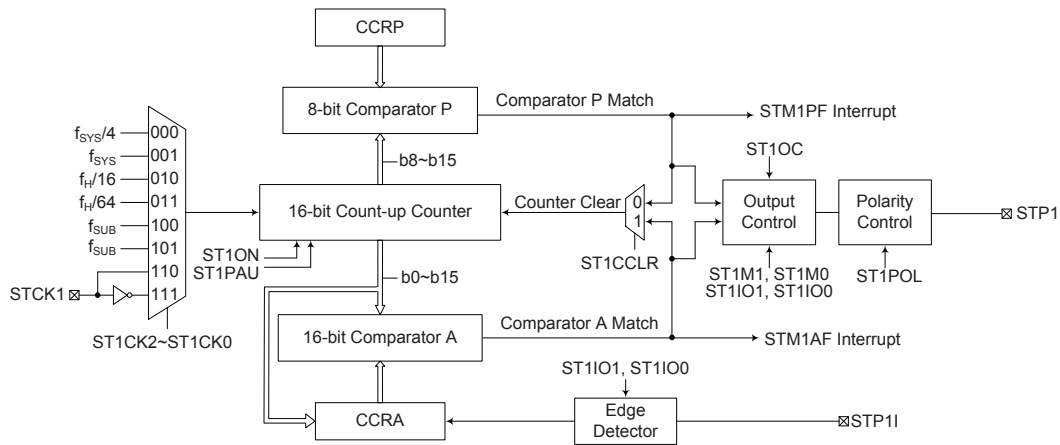 CCRP
8-bit Comparator P
Comparator P Match
STM1PF Interrupt
fSYS/4
000
fSYS
001
fH/16
010
fH/64
011
fSUB
100
fSUB
101
110
111
STCK1
ST1CK2~ST1CK0
b8~b15
16-bit Count-up Counter
ST1ON
ST1PAU
b0~b15
Counter Clear
0
1
ST1CCLR
ST1OC
Output
Control
ST1M1, ST1M0
ST1IO1, ST1IO0
Polarity
Control
ST1POL
STP1
16-bit Comparator A
Comparator A Match
STM1AF Interrupt
ST1IO1, ST1IO0
CCRA
Edge
Detector
STP1I